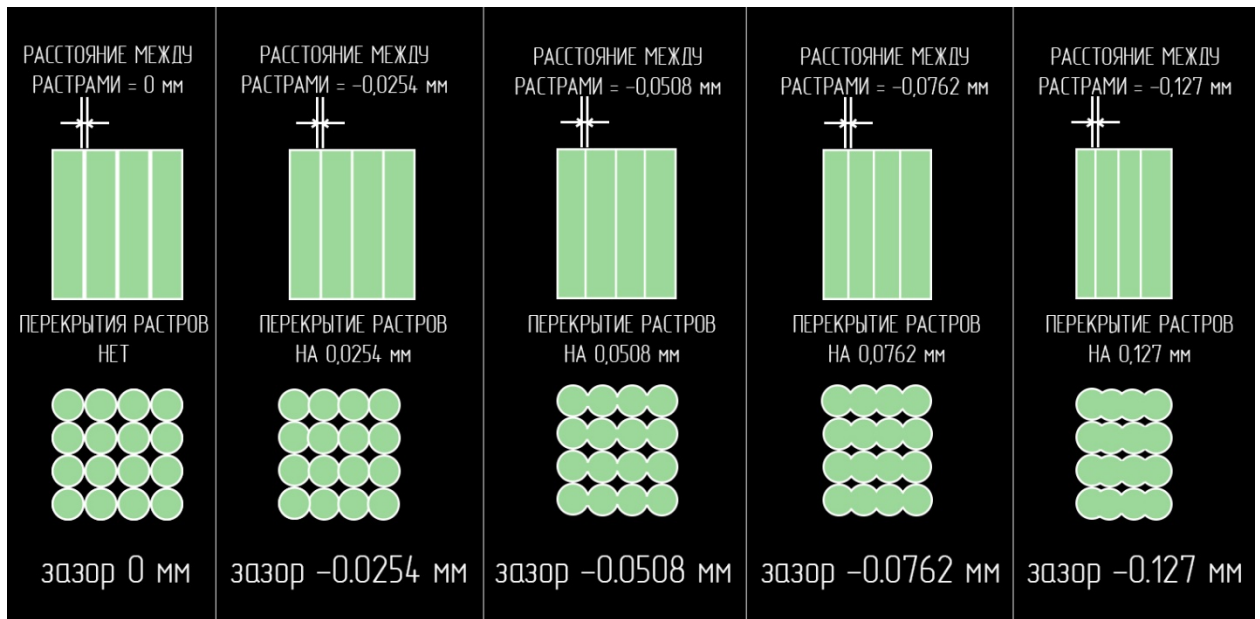 РАССТОЯНИЕ МЕЖДУ
РАСТРАМИ = 0 мм
ПЕРЕКРЫТИЯ РАСТРОВ
НЕТ
зазор 0 мм
РАССТОЯНИЕ МЕЖДУ
РАСТРАМИ = -0,0254 мм
ПЕРЕКРЫТИЕ РАСТРОВ
НА 0,0254 мм
зазор -0.0254 мм
РАССТОЯНИЕ МЕЖДУ
РАСТРАМИ = -0,0508 мм
ПЕРЕКРЫТИЕ РАСТРОВ
НА 0,0508 мм
зазор -0.0508 мм
РАССТОЯНИЕ МЕЖДУ
РАСТРАМИ = -0,0762 мм
ПЕРЕКРЫТИЕ РАСТРОВ
НА 0,0762 мм
зазор -0.0762 мм
РАССТОЯНИЕ МЕЖДУ
РАСТРАМИ = -0,127 мм
ПЕРЕКРЫТИЕ РАСТРОВ
НА 0,127 мм
зазор -0.127 мм